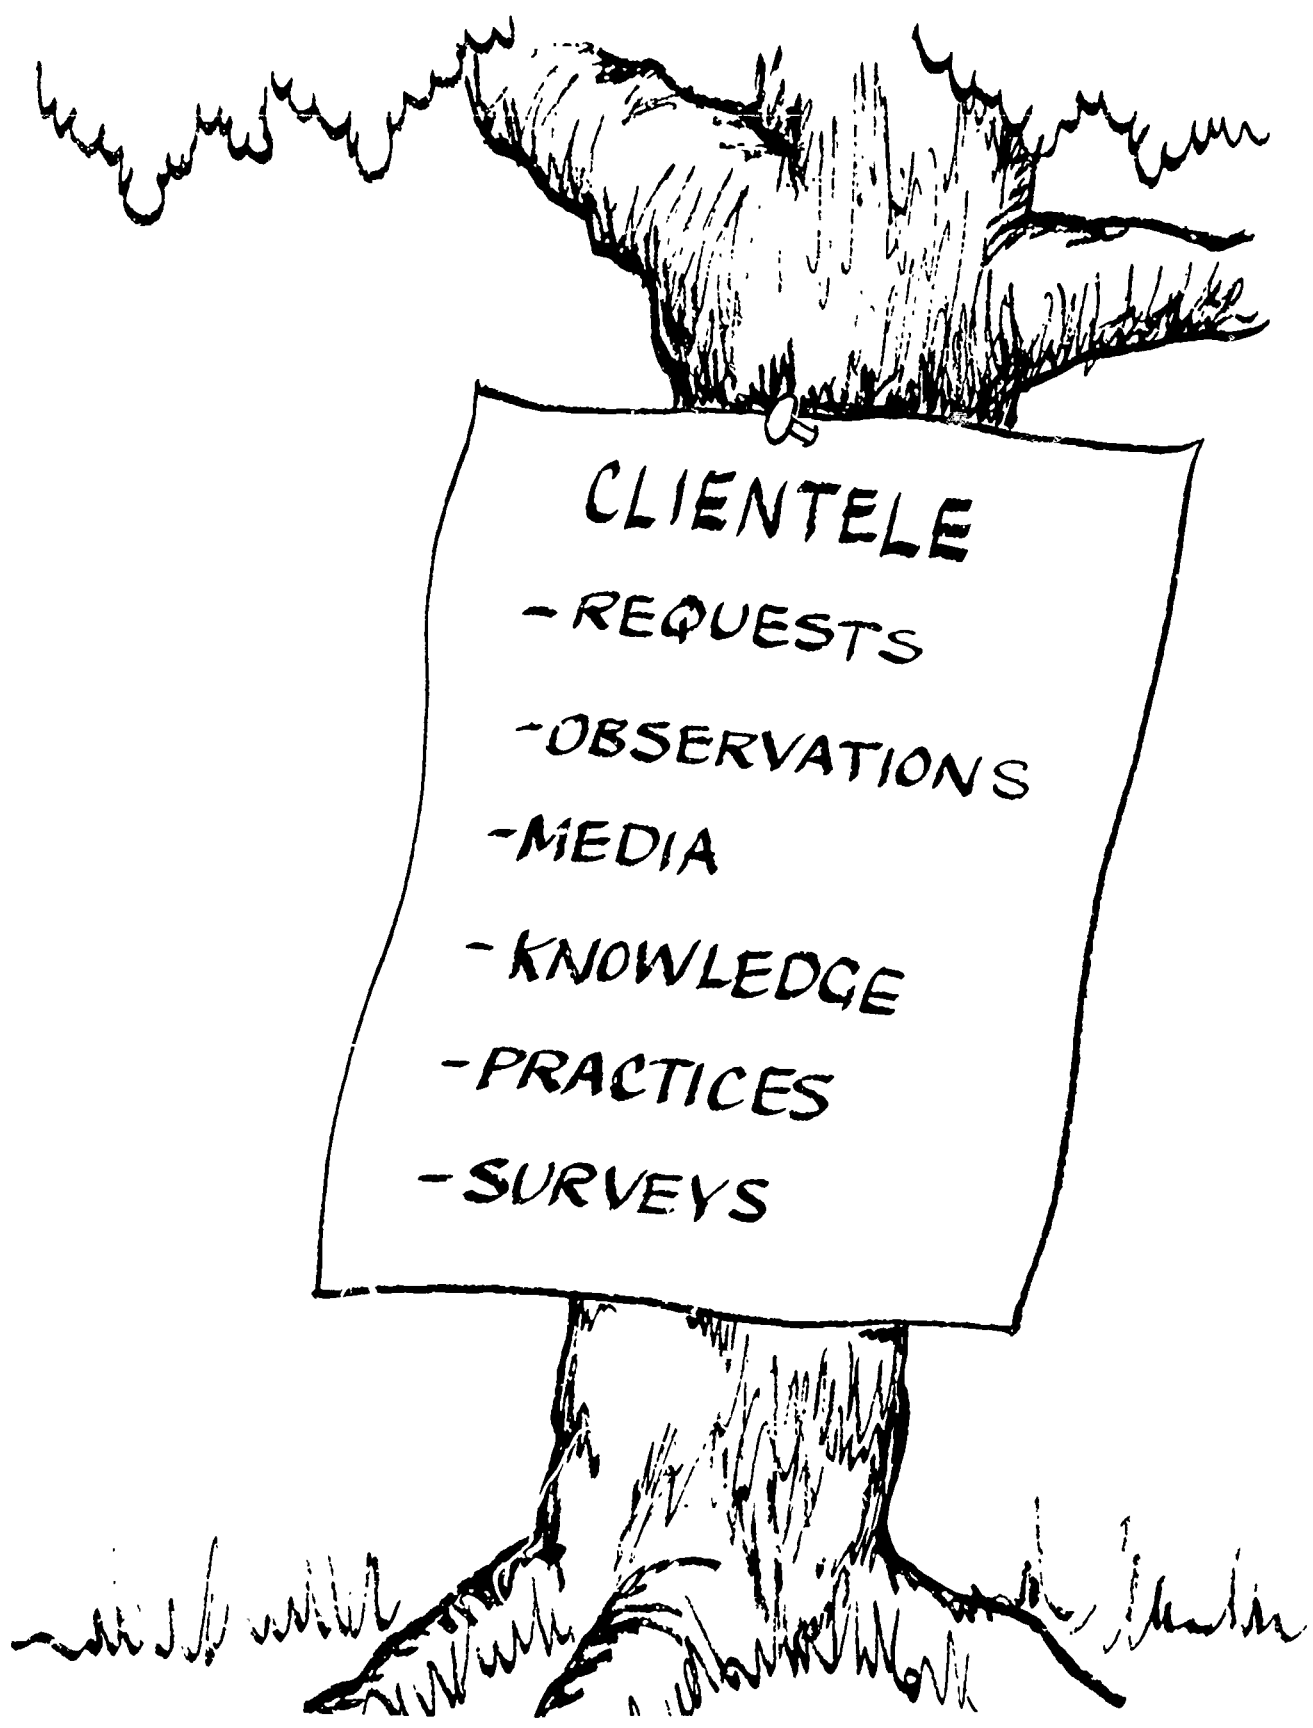 CLIENTELE
- REQUESTS
- OBSERVATIONS
- MEDIA
- KNOWLEDGE
- PRACTICES
- SURVEYS